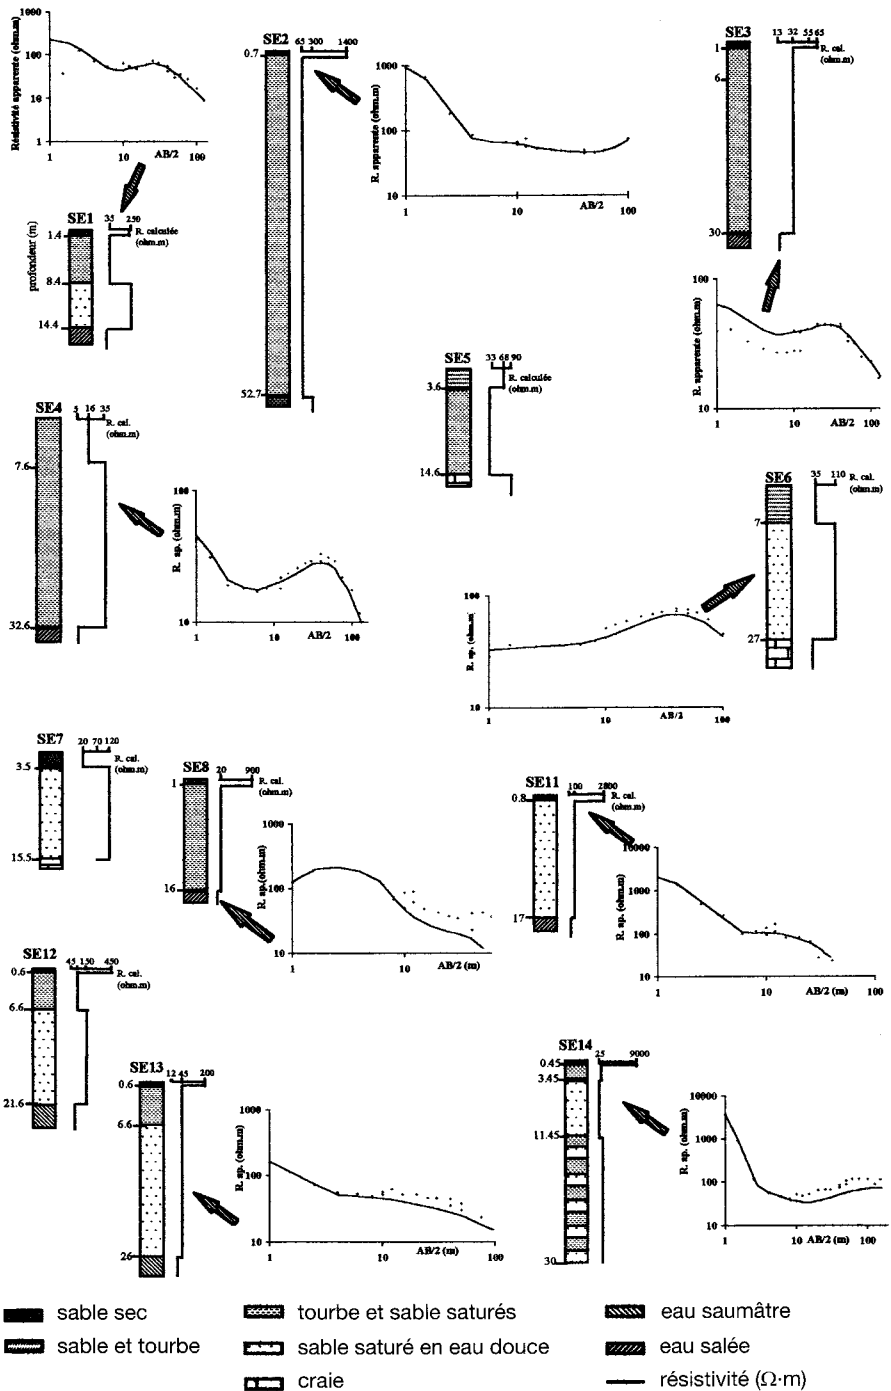 1000
100
10
1
Résistivité apparente (ohm.m)
1
10
100
AB/2
SE1
35
250
R. calculée
(ohm.m)
profondeur (m)
1.4
8.4
14.4
SE2
65
300
1400
0.7
52.7
1000
100
10
R. apparente (ohm.m)
1
10
100
AB/2
SE3
13
32
55
65
R. cal.
(ohm.m)
1
6
30
100
10
R. apparente (ohm.m)
1
10
100
AB/2
SE4
5
16
35
R. cal.
(ohm.m)
7.6
32.6
100
10
R. ap. (ohm.m)
1
10
100
AB/2
SE5
33
68
90
R. calculée
(ohm.m)
3.6
14.6
SE6
35
110
R. cal.
(ohm.m)
7
27
100
10
R. ap. (ohm.m)
1
10
100
AB/2
SE7
20
70
120
R. cal.
(ohm.m)
3.5
15.5
SE8
20
900
R. cal.
(ohm.m)
1
16
1000
100
10
R. ap.(ohm.m)
1
10
AB/2 (m)
SE11
100
2800
R. cal.
(ohm.m)
0.8
17
10000
1000
100
10
R. ap. (ohm.m)
1
10
100
AB/2 (m)
SE12
45
150
450
R. cal.
(ohm.m)
0.6
6.6
21.6
SE13
12
45
200
0.6
6.6
26
1000
100
10
R. ap. (ohm.m)
1
10
100
AB/2 (m)
SE14
25
9000
0.45
3.45
11.45
30
10000
1000
100
10
R. ap. (ohm.m)
1
10
100
AB/2 (m)
sable sec
tourbe et sable saturés
eau saumâtre
sable et tourbe
sable saturé en eau douce
eau salée
craie
résistivité (Ω·m)